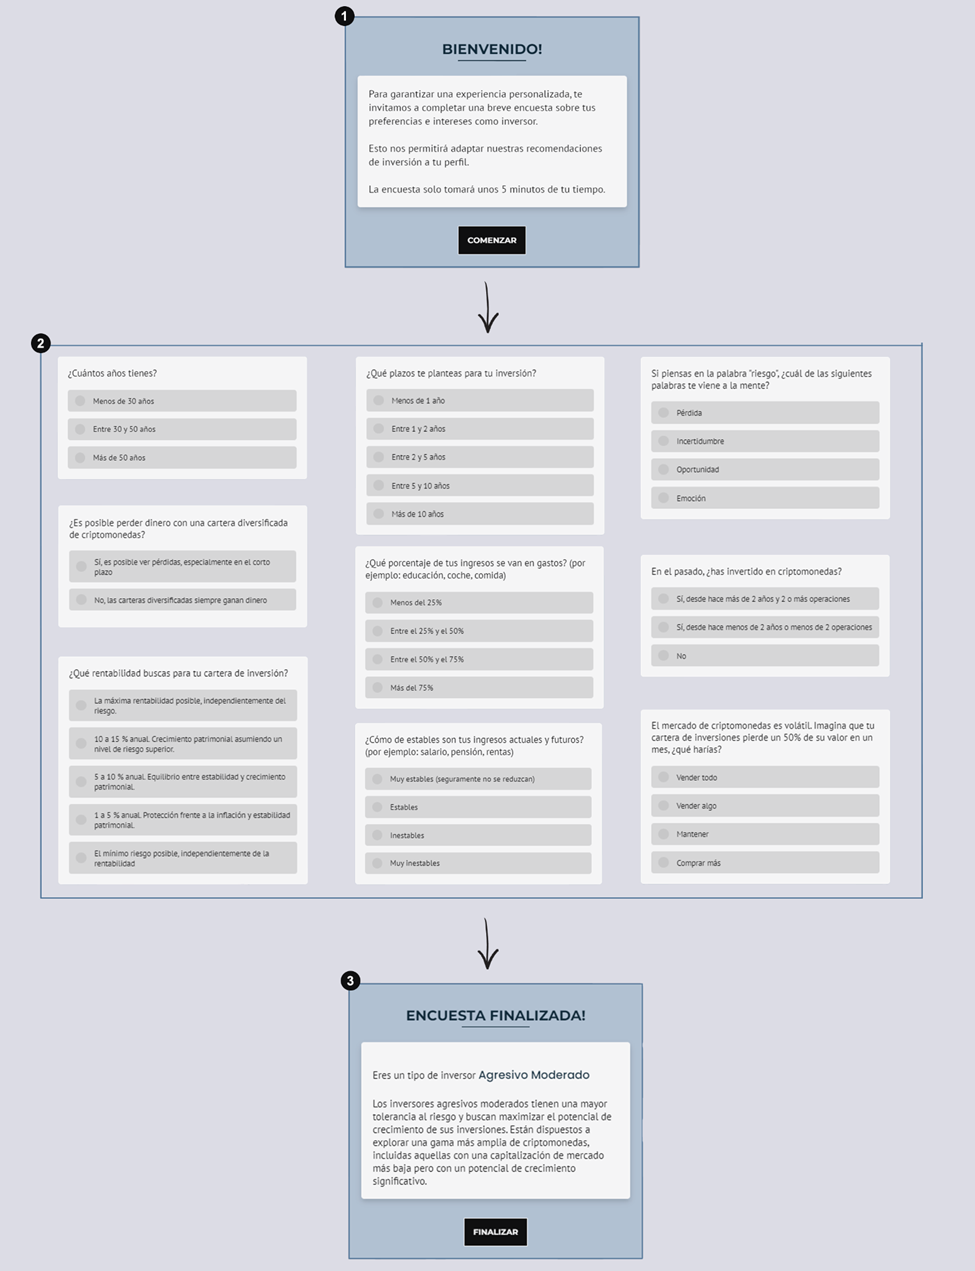 1
BIENVENIDO!
Para garantizar una experiencia personalizada, te
invitamos a completar una breve encuesta sobre tus
preferencias e intereses como inversor.
Esto nos permitirá adaptar nuestras recomendaciones
de inversión a tu perfil.
La encuesta solo tomará unos 5 minutos de tu tiempo.
COMENZAR
2
¿Cuántos años tienes?
Menos de 30 años
Entre 30 y 50 años
Más de 50 años
¿Es posible perder dinero con una cartera diversificada
de criptomonedas?
Sí, es posible ver pérdidas, especialmente en el corto
plazo
No, las carteras diversificadas siempre ganan dinero
¿Qué rentabilidad buscas para tu cartera de inversión?
La máxima rentabilidad posible, independientemente del
riesgo.
10 a 15 % anual. Crecimiento patrimonial asumiendo un
nivel de riesgo superior.
5 a 10 % anual. Equilibrio entre estabilidad y crecimiento
patrimonial.
1 a 5 % anual. Protección frente a la inflación y estabilidad
patrimonial.
El mínimo riesgo posible, independientemente de la
rentabilidad
¿Qué plazos te planteas para tu inversión?
Menos de 1 año
Entre 1 y 2 años
Entre 2 y 5 años
Entre 5 y 10 años
Más de 10 años
¿Qué porcentaje de tus ingresos se van en gastos? (por
ejemplo: educación, coche, comida)
Menos del 25%
Entre el 25% y el 50%
Entre el 50% y el 75%
Más del 75%
¿Cómo de estables son tus ingresos actuales y futuros?
(por ejemplo: salario, pensión, rentas)
Muy estables (seguramente no se reduzcan)
Estables
Inestables
Muy inestables
Si piensas en la palabra "riesgo", ¿cuál de las siguientes
palabras te viene a la mente?
Pérdida
Incertidumbre
Oportunidad
Emoción
En el pasado, ¿has invertido en criptomonedas?
Sí, desde hace más de 2 años y 2 o más operaciones
Sí, desde hace menos de 2 años o menos de 2 operaciones
No
El mercado de criptomonedas es volátil. Imagina que tu
cartera de inversiones pierde un 50% de su valor en un
mes, ¿qué harías?
Vender todo
Vender algo
Mantener
Comprar más
3
ENCUESTA FINALIZADA!
Eres un tipo de inversor Agresivo Moderado
Los inversores agresivos moderados tienen una mayor
tolerancia al riesgo y buscan maximizar el potencial de
crecimiento de sus inversiones. Están dispuestos a
explorar una gama más amplia de criptomonedas,
incluidas aquellas con una capitalización de mercado
más baja pero con un potencial de crecimiento
significativo.
FINALIZAR